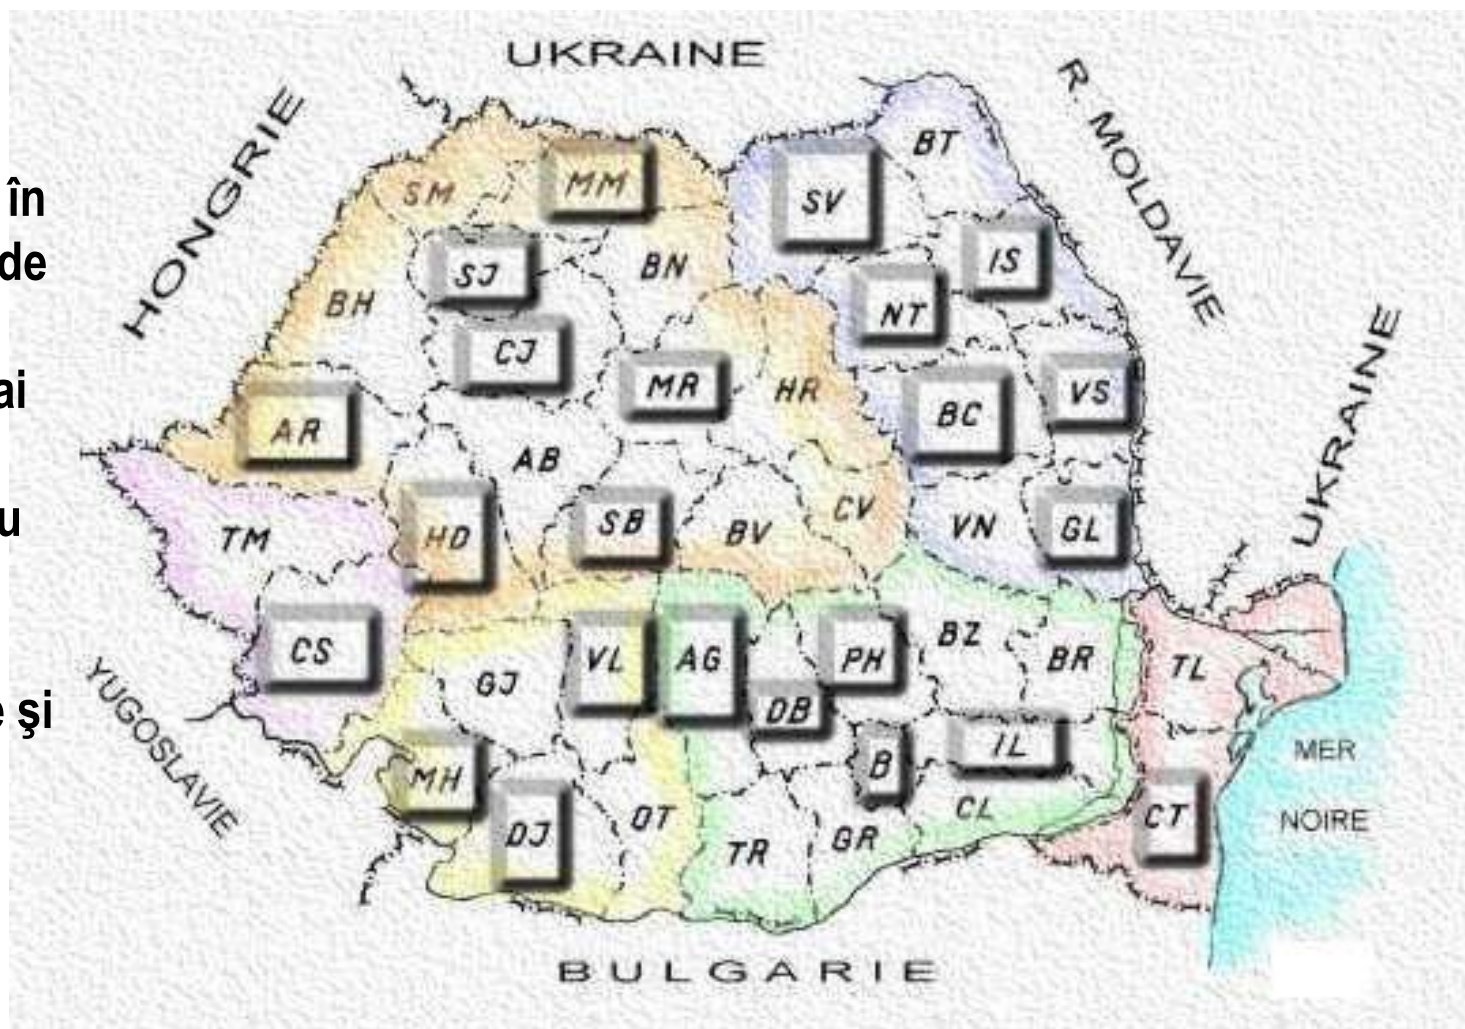 UKRAINE
HONGRIE
R. MOLDAVIE
în
de
ai
u
e şi
BT
SM
MM
SV
IS
SJ
BN
BH
NT
CJ
MR
HR
BC
VS
AR
AB
TM
HD
SB
BV
CV
VN
GL
UKRAINE
CS
GJ
VL
AG
DB
PH
BZ
BR
TL
YUGOSLAVIE
MH
DJ
OT
TR
GR
B
IL
CL
CT
MER
NOIRE
BULGARIE